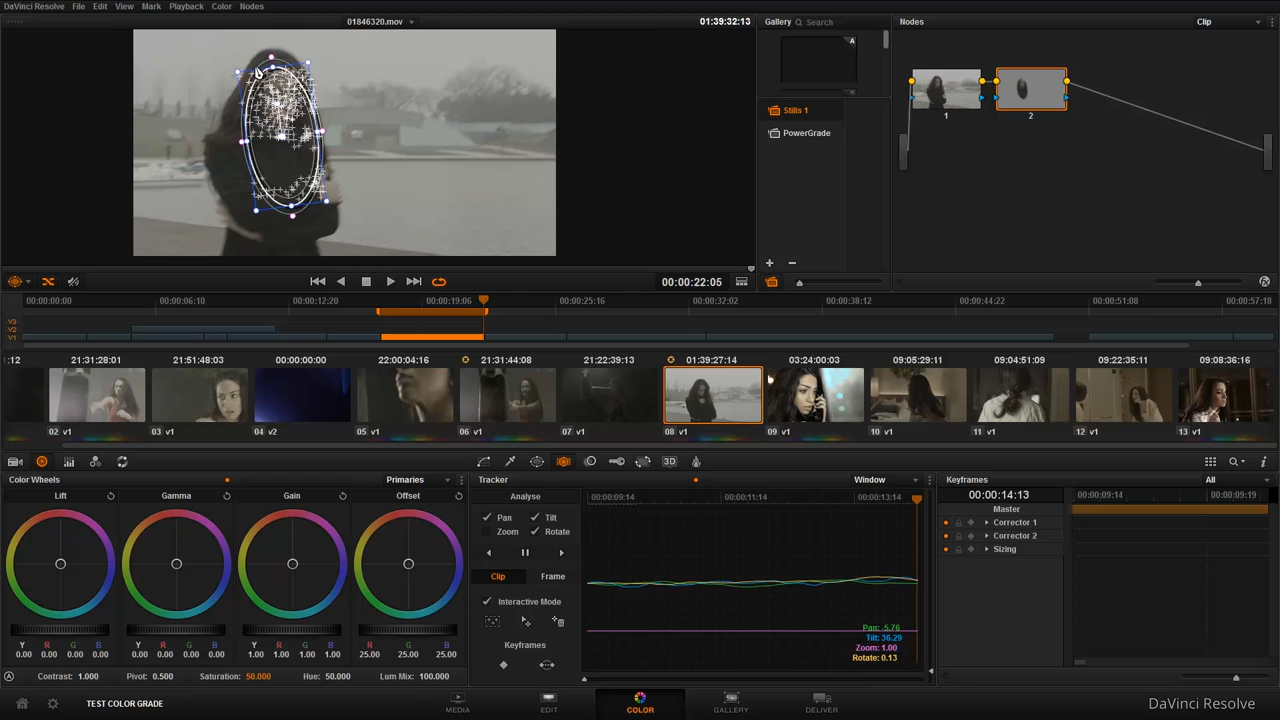 DaVinci Resolve File Edit View Mark Playback Color Nodes
01846320.mov 01:39:32:13 Gallery Search Nodes Clip
A
1 2
Stills 1
PowerGrade
00:00:22:05
00:00:00:00 00:00:06:10 00:00:12:20 00:00:19:06 00:00:25:16 00:00:32:02 00:00:38:12 00:00:44:22 00:00:51:08 00:00:57:18
V3
V2
V1
:12 21:31:28:01 21:51:48:03 00:00:00:00 22:00:04:16 21:31:44:08 21:22:39:13 01:39:27:14 03:24:00:03 09:05:29:11 09:04:51:09 09:22:35:11 09:08:36:16
02 v1 03 v1 04 v2 05 v1 06 v1 07 v1 08 v1 09 v1 10 v1 11 v1 12 v1 13 v1
3D
Color Wheels Primaries Tracker Window Keyframes All
Lift Gamma Gain Offset Analyse 00:00:09:14 00:00:11:14 00:00:13:14 00:00:14:13 00:00:09:14 00:00:09:19
Master
Pan Tilt Corrector 1
Zoom Rotate Corrector 2
Sizing
Clip Frame
Interactive Mode
Pan: -5.76
Tilt: 36.29
Zoom: 1.00
Rotate: 0.13
Keyframes
Y R G B Y R G B Y R G B R G B
0.00 0.00 0.00 0.00 1.00 1.00 1.00 1.00 25.00 25.00 25.00
A Contrast: 1.000 Pivot: 0.500 Saturation: 50.000 Hue: 50.000 Lum Mix: 100.000
TEST COLOR GRADE MEDIA EDIT COLOR GALLERY DELIVER DaVinci Resolve